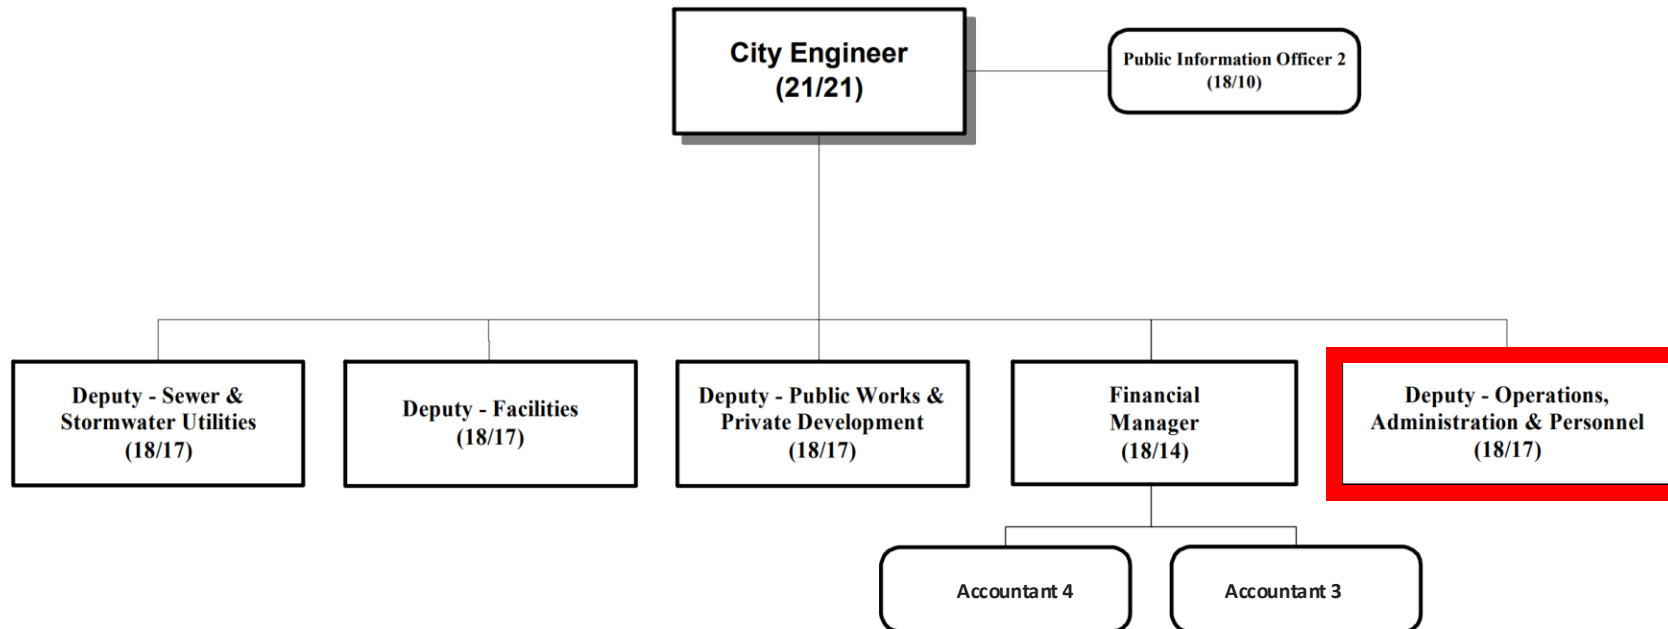 City Engineer
(21/21)
Public Information Officer 2
(18/10)
Deputy - Sewer &
Stormwater Utilities
(18/17)
Deputy - Facilities
(18/17)
Deputy - Public Works &
Private Development
(18/17)
Financial
Manager
(18/14)
Deputy - Operations,
Administration & Personnel
(18/17)
Accountant 4
Accountant 3